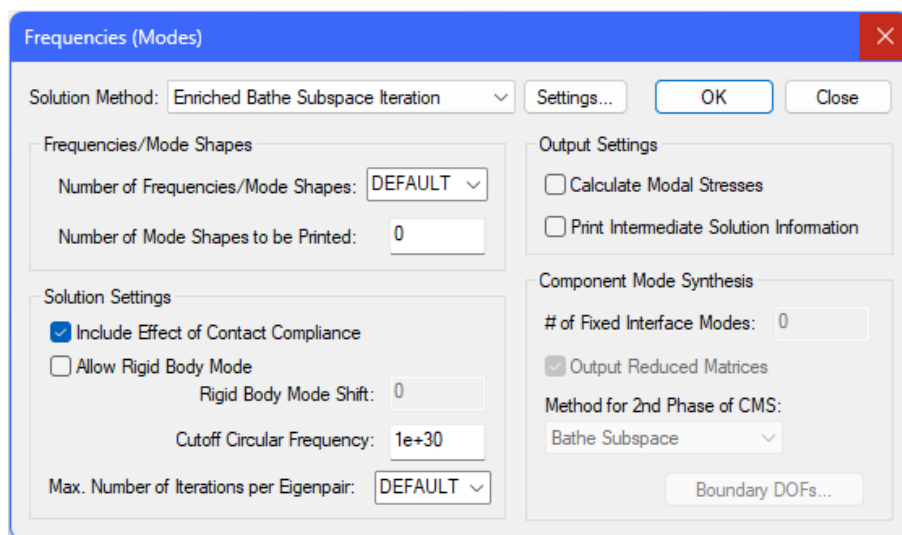 Frequencies (Modes)
Solution Method: Enriched Bathe Subspace Iteration Settings... OK Close
Frequencies/Mode Shapes
Number of Frequencies/Mode Shapes: DEFAULT
Number of Mode Shapes to be Printed: 0
Output Settings
Calculate Modal Stresses
Print Intermediate Solution Information
Solution Settings
Include Effect of Contact Compliance
Allow Rigid Body Mode
Rigid Body Mode Shift: 0
Cutoff Circular Frequency: 1e+30
Max. Number of Iterations per Eigenpair: DEFAULT
Component Mode Synthesis
# of Fixed Interface Modes: 0
Output Reduced Matrices
Method for 2nd Phase of CMS:
Bathe Subspace
Boundary DOFs...